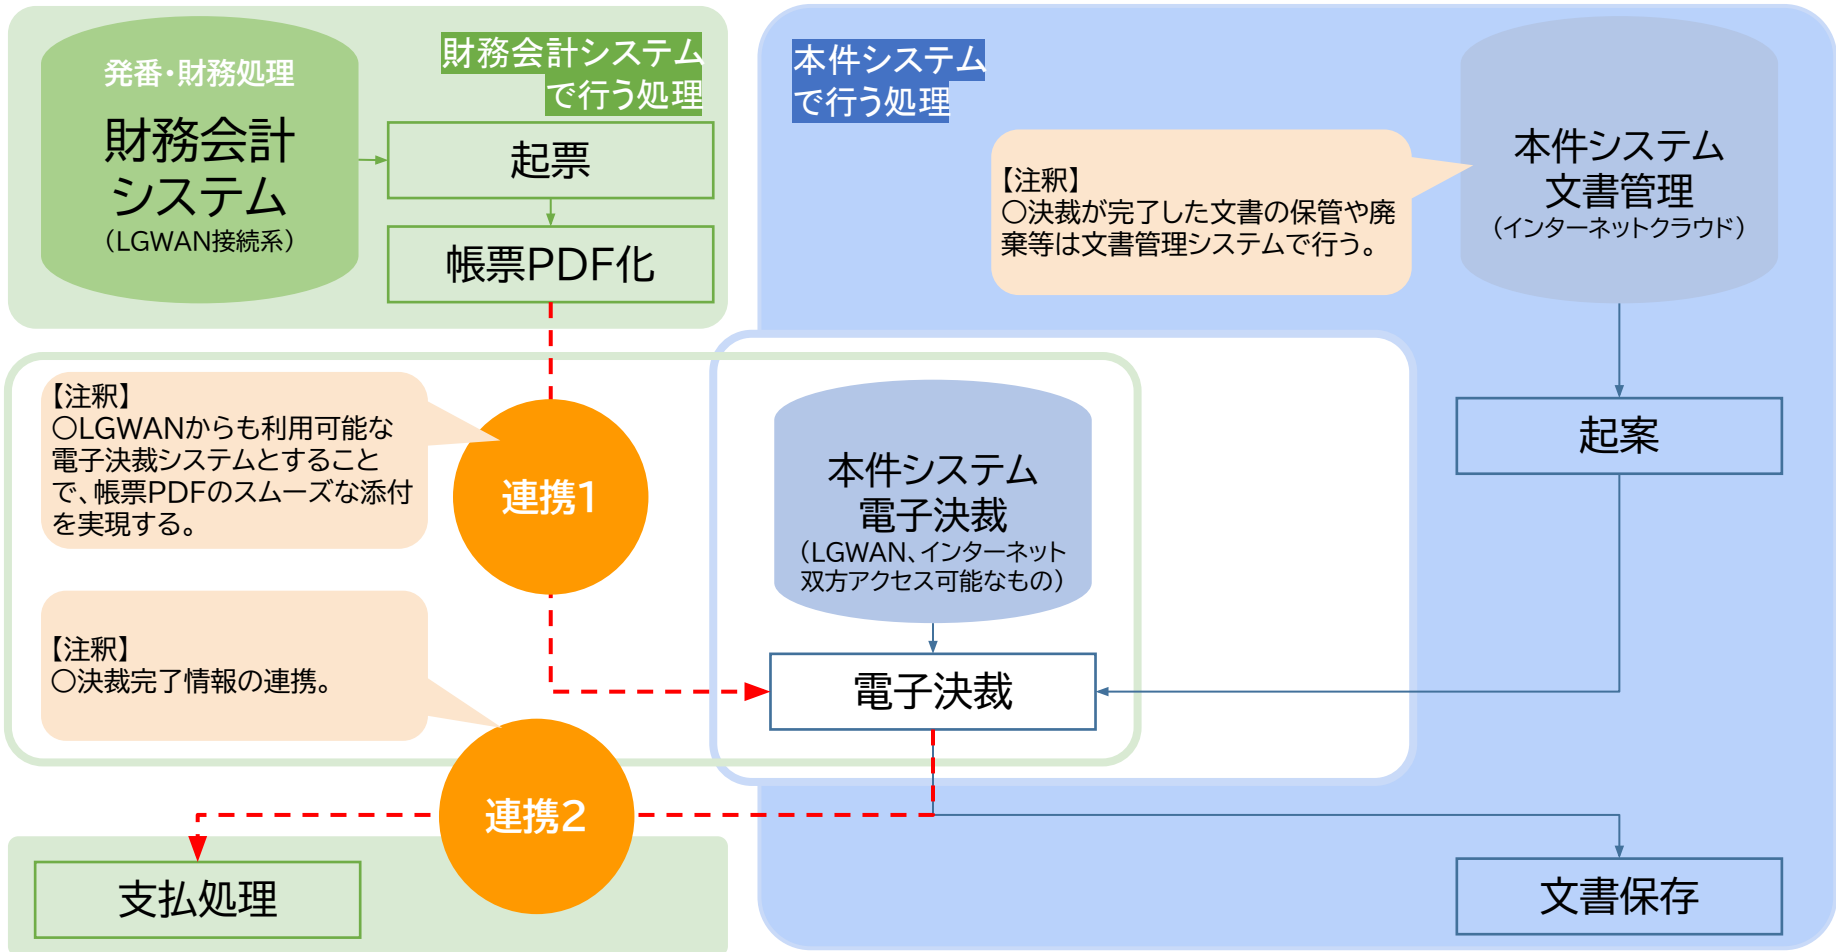 発番・財務処理
財務会計
システム
（LGWAN接続系）
財務会計システム
で行う処理
起票
帳票PDF化
本件システム
で行う処理
【注釈】
〇決裁が完了した文書の保管や廃
棄等は文書管理システムで行う。
本件システム
文書管理
（インターネットクラウド）
【注釈】
〇LGWANからも利用可能な
電子決裁システムとすること
で、帳票PDFのスムーズな添付
を実現する。
連携1
本件システム
電子決裁
（LGWAN、インターネット
双方アクセス可能なもの）
起案
【注釈】
〇決裁完了情報の連携。
電子決裁
連携2
支払処理
文書保存